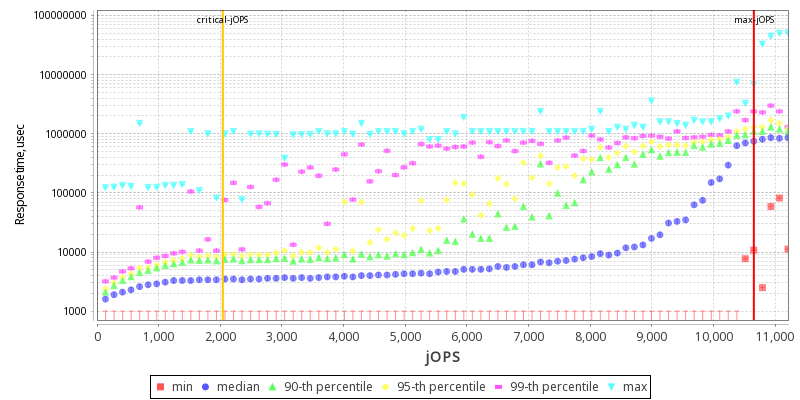 critical-jOPS
max-jOPS
100000000
10000000
1000000
100000
10000
1000
Response time, usec
0
1,000
2,000
3,000
4,000
5,000
6,000
7,000
8,000
9,000
10,000
11,000
jOPS
min
median
90-th percentile
95-th percentile
99-th percentile
max